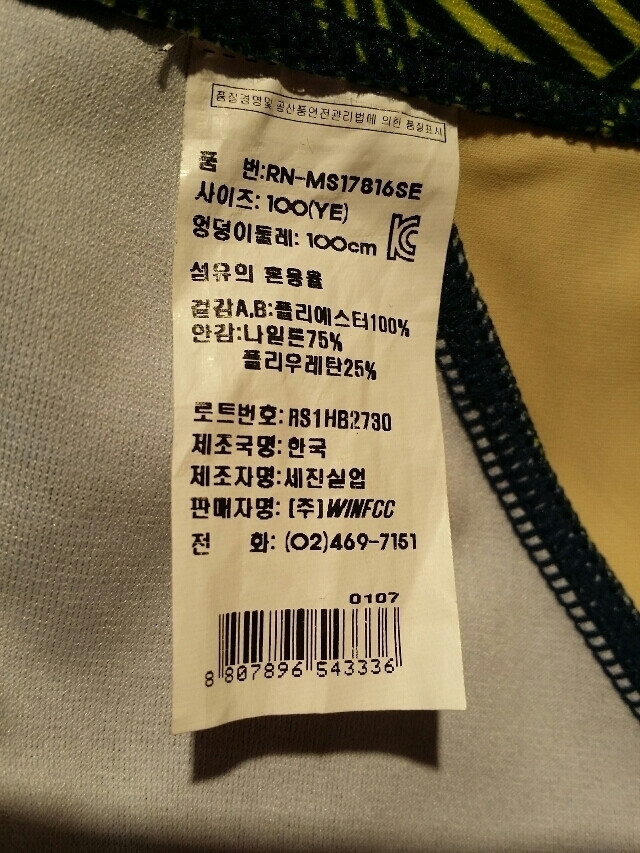 품질경영및 공산품안전관리법에 의한 품질표시
품 번:RN-MS17816SE
사이즈: 100(YE)
엉덩이둘레: 100cm
섬유의 혼용율
겉감A,B:폴리에스터100%
안감:나일론75%
폴리우레탄25%
로트번호: RS1HB2730
제조국명: 한국
제조자명: 세진실업
판매자명: [주]WINFCC
전 화: (02)469-7151
0107
8 807896 543336